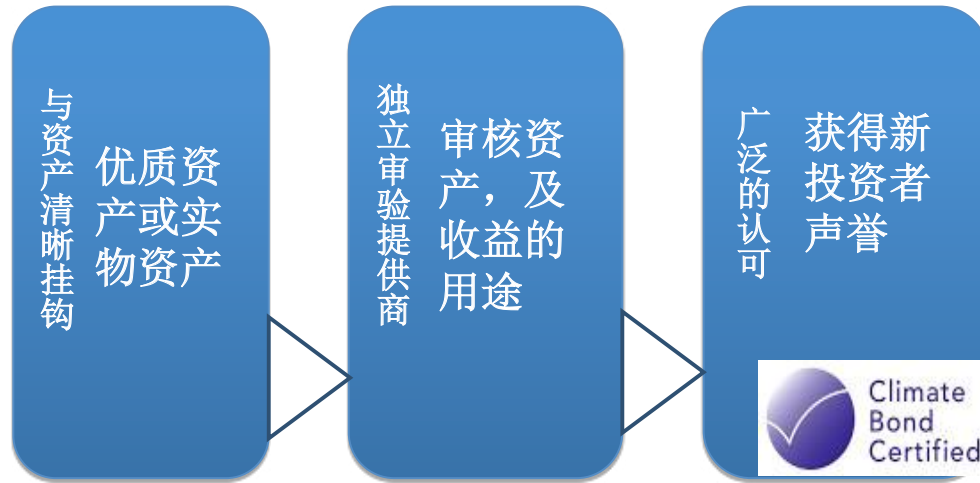 与资产清晰挂钩
优质资
产或实
物资产
独立审验提供商
审核资
产，及
收益的
用途
广泛的认可
获得新
投资者
声誉
Climate
Bond
Certified